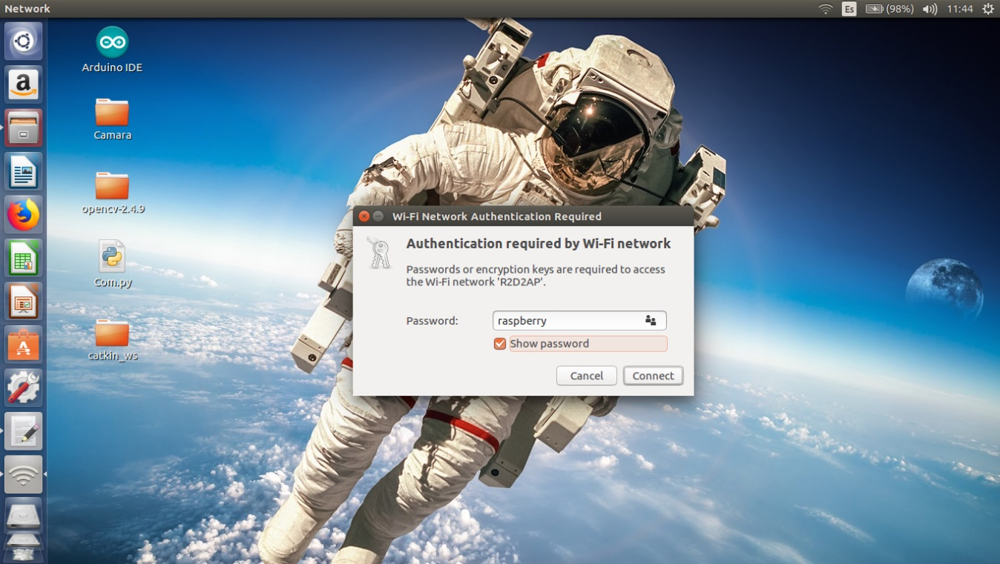 Network
Es
(98%)
11:44
Arduino IDE
a
Camara
opencv-2.4.9
Com.py
catkin_ws
Wi-Fi Network Authentication Required
Authentication required by Wi-Fi network
Passwords or encryption keys are required to access
the Wi-Fi network 'R2D2AP'.
Password:
raspberry
Show password
Cancel
Connect